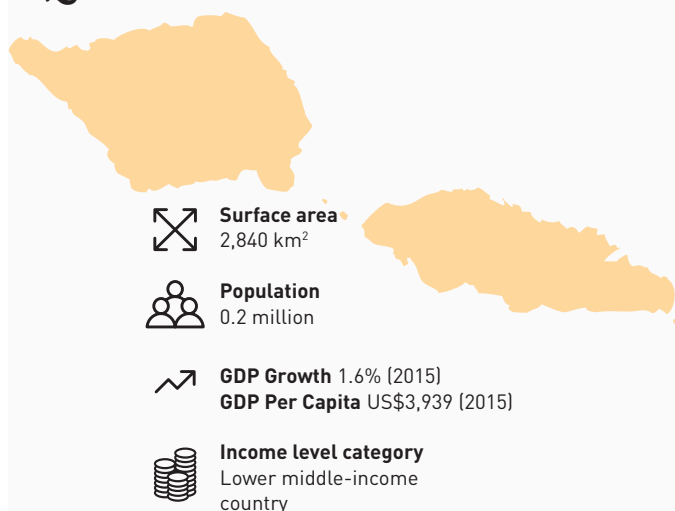 Surface area
2,840 km²
Population
0.2 million
GDP Growth 1.6% (2015)
GDP Per Capita US$3,939 (2015)
Income level category
Lower middle-income
country